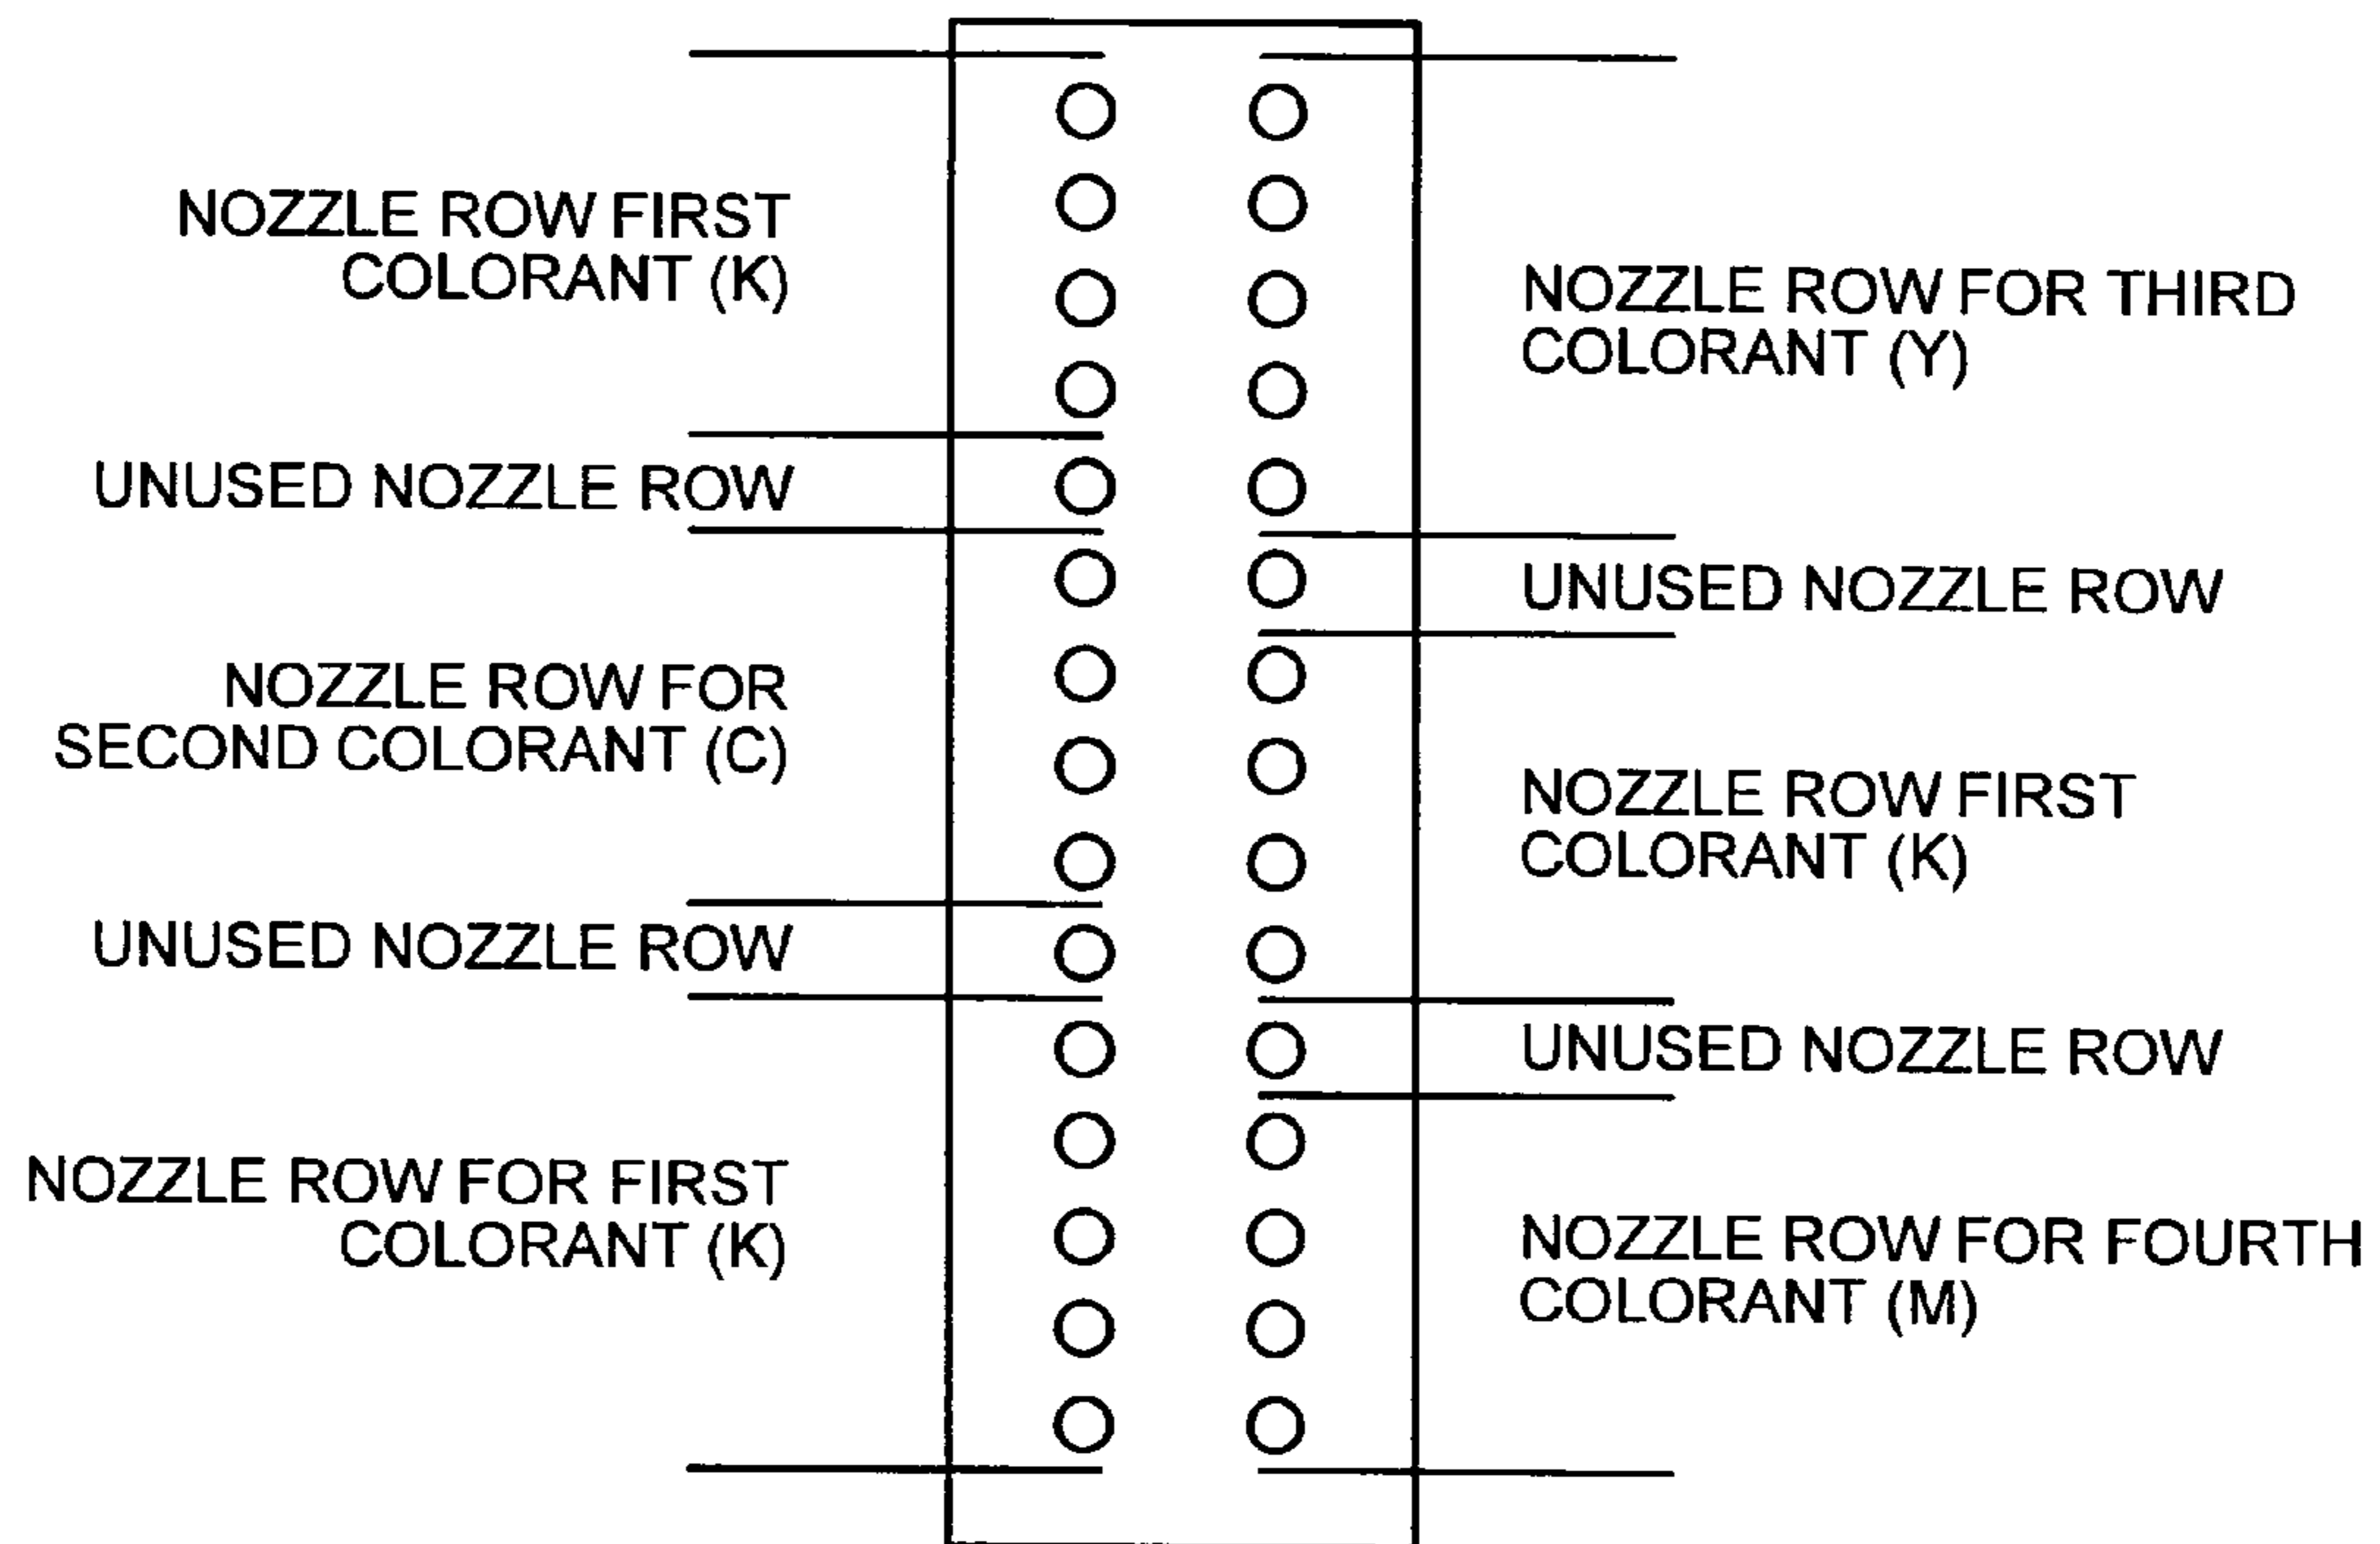 NOZZLE ROW FIRST
COLORANT (K)
UNUSED NOZZLE ROW
NOZZLE ROW FOR
SECOND COLORANT (C)
UNUSED NOZZLE ROW
NOZZLE ROW FOR FIRST
COLORANT (K)
NOZZLE ROW FOR THIRD
COLORANT (Y)
UNUSED NOZZLE ROW
NOZZLE ROW FIRST
COLORANT (K)
UNUSED NOZZLE ROW
NOZZLE ROW FOR FOURTH
COLORANT (M)